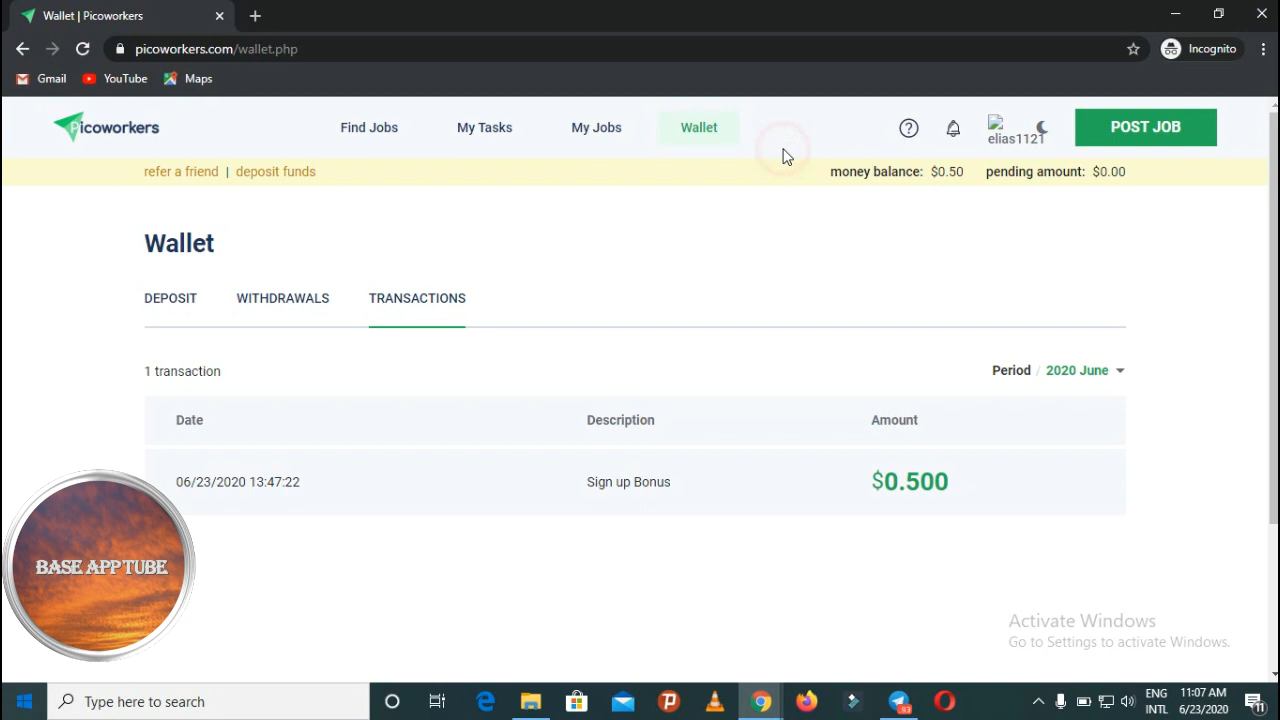 Wallet | Picoworkers
picoworkers.com/wallet.php
Incognito
Gmail YouTube Maps
Picoworkers
Find Jobs My Tasks My Jobs Wallet
elias1121
POST JOB
refer a friend | deposit funds money balance: $0.50 pending amount: $0.00
Wallet
DEPOSIT WITHDRAWALS TRANSACTIONS
1 transaction Period / 2020 June
Date Description Amount
06/23/2020 13:47:22 Sign up Bonus $0.500
BASE APP TUBE
Activate Windows
Go to Settings to activate Windows.
Type here to search
93
ENG
INTL
11:07 AM
6/23/2020
11